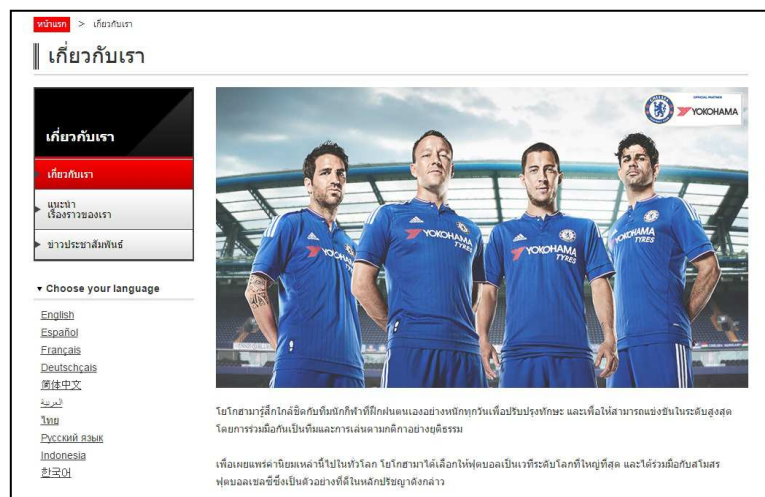 หน้าแรก > เกี่ยวกับเรา
เกี่ยวกับเรา
เกี่ยวกับเรา
เกี่ยวกับเรา
แนะนำ
เรื่องราวของเรา
ข่าวประชาสัมพันธ์
Choose your language
English
Español
Français
Deutschçais
简体中文
العربية
ไทย
Русский язык
Indonesia
한국어
OFFICIAL PARTNER
YOKOHAMA
YOKOHAMA
TYRES
YOKOHAMA
TYRES
YOKOHAMA
TYRES
YOKOHAMA
TYRES
โยโกฮามารู้สึกใกล้ชิดกับทีมนักกีฬาที่ฝึกฝนตนเองอย่างหนักทุกวันเพื่อปรับปรุงทักษะ และเพื่อให้สามารถแข่งขันในระดับสูงสุด
โดยการร่วมมือกันเป็นทีมและการเล่นตามกติกาอย่างยุติธรรม
เพื่อเผยแพร่ค่านิยมเหล่านี้ไปในทั่วโลก โยโกฮามาได้เลือกให้ฟุตบอลเป็นเวทีระดับโลกที่ใหญ่ที่สุด และได้ร่วมมือกับสโมสร
ฟุตบอลเชลซีซึ่งเป็นตัวอย่างที่ดีในหลักปรัชญาดังกล่าว